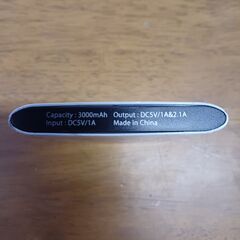 Capacity : 3000mAh Output : DC5V/1A&2.1A
Input : DC5V/1A Made in China